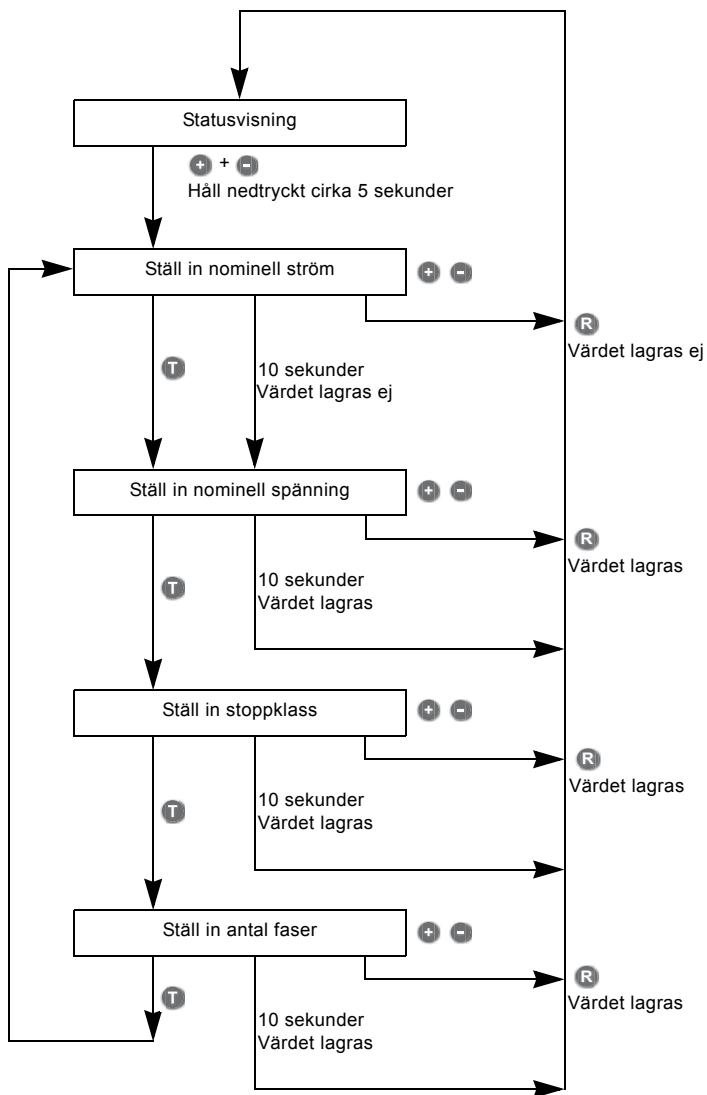 Statusvisning
+ + -
Håll nedtryckt cirka 5 sekunder
Ställ in nominell ström
+ -
R
Värdet lagras ej
T
10 sekunder
Värdet lagras ej
Ställ in nominell spänning
+ -
R
Värdet lagras
T
10 sekunder
Värdet lagras
Ställ in stoppklass
+ -
R
Värdet lagras
T
10 sekunder
Värdet lagras
Ställ in antal faser
+ -
R
Värdet lagras
T
10 sekunder
Värdet lagras